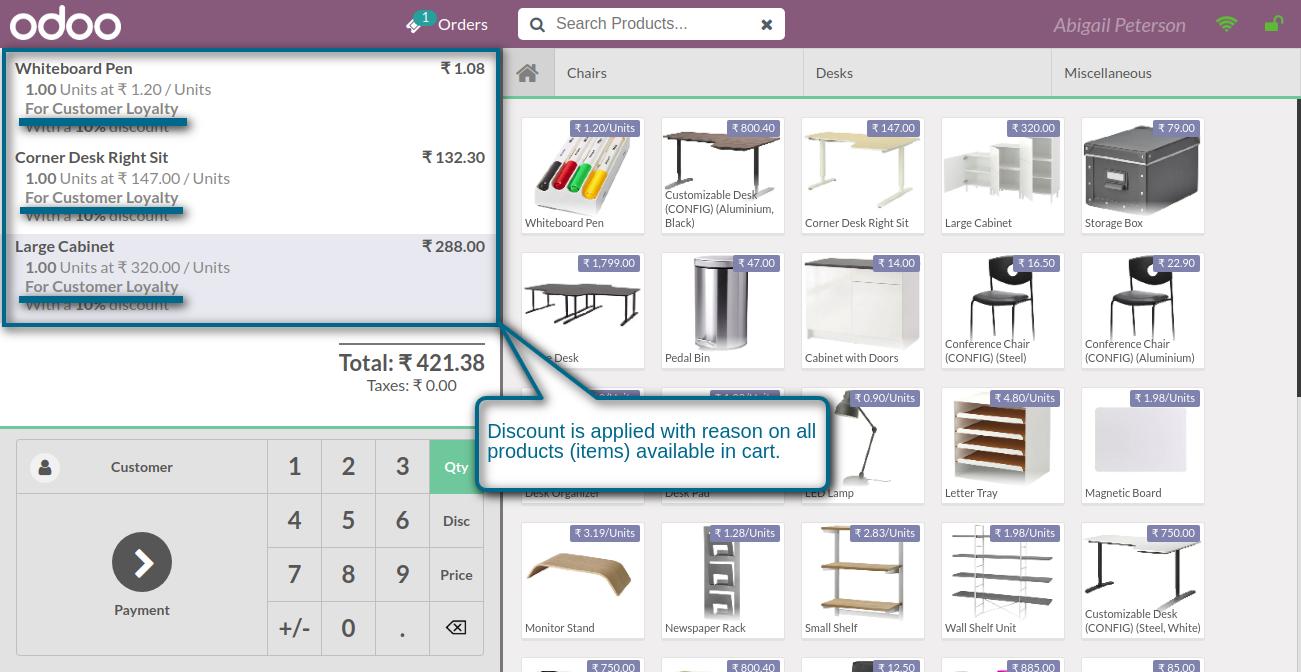 odoo
1
Orders
Search Products...
Abigail Peterson
Whiteboard Pen ₹ 1.08
1.00 Units at ₹ 1.20 / Units
For Customer Loyalty
With a 10% discount
Corner Desk Right Sit ₹ 132.30
1.00 Units at ₹ 147.00 / Units
For Customer Loyalty
With a 10% discount
Large Cabinet ₹ 288.00
1.00 Units at ₹ 320.00 / Units
For Customer Loyalty
With a 10% discount
Total: ₹ 421.38
Taxes: ₹ 0.00
Customer
Payment
1 2 3 Qty
4 5 6 Disc
7 8 9 Price
+/- 0 .
Discount is applied with reason on all
products (items) available in cart.
Chairs
Desks
Miscellaneous
₹ 1.20/Units
Whiteboard Pen
₹ 800.40
Customizable Desk
(CONFIG) (Aluminium,
Black)
₹ 147.00
Corner Desk Right Sit
₹ 320.00
Large Cabinet
₹ 79.00
Storage Box
₹ 1,799.00
Desk
₹ 47.00
Pedal Bin
₹ 14.00
Cabinet with Doors
₹ 16.50
Conference Chair
(CONFIG) (Steel)
₹ 22.90
Conference Chair
(CONFIG) (Aluminium)
Desk Organizer
Desk Pad
₹ 0.90/Units
LED Lamp
₹ 4.80/Units
Letter Tray
₹ 1.98/Units
Magnetic Board
₹ 3.19/Units
Monitor Stand
₹ 1.28/Units
Newspaper Rack
₹ 2.83/Units
Small Shelf
₹ 1.98/Units
Wall Shelf Unit
₹ 750.00
Customizable Desk
(CONFIG) (Steel, White)
₹ 750.00
₹ 800.40
₹ 12.50
₹ 885.00
₹ 85.00